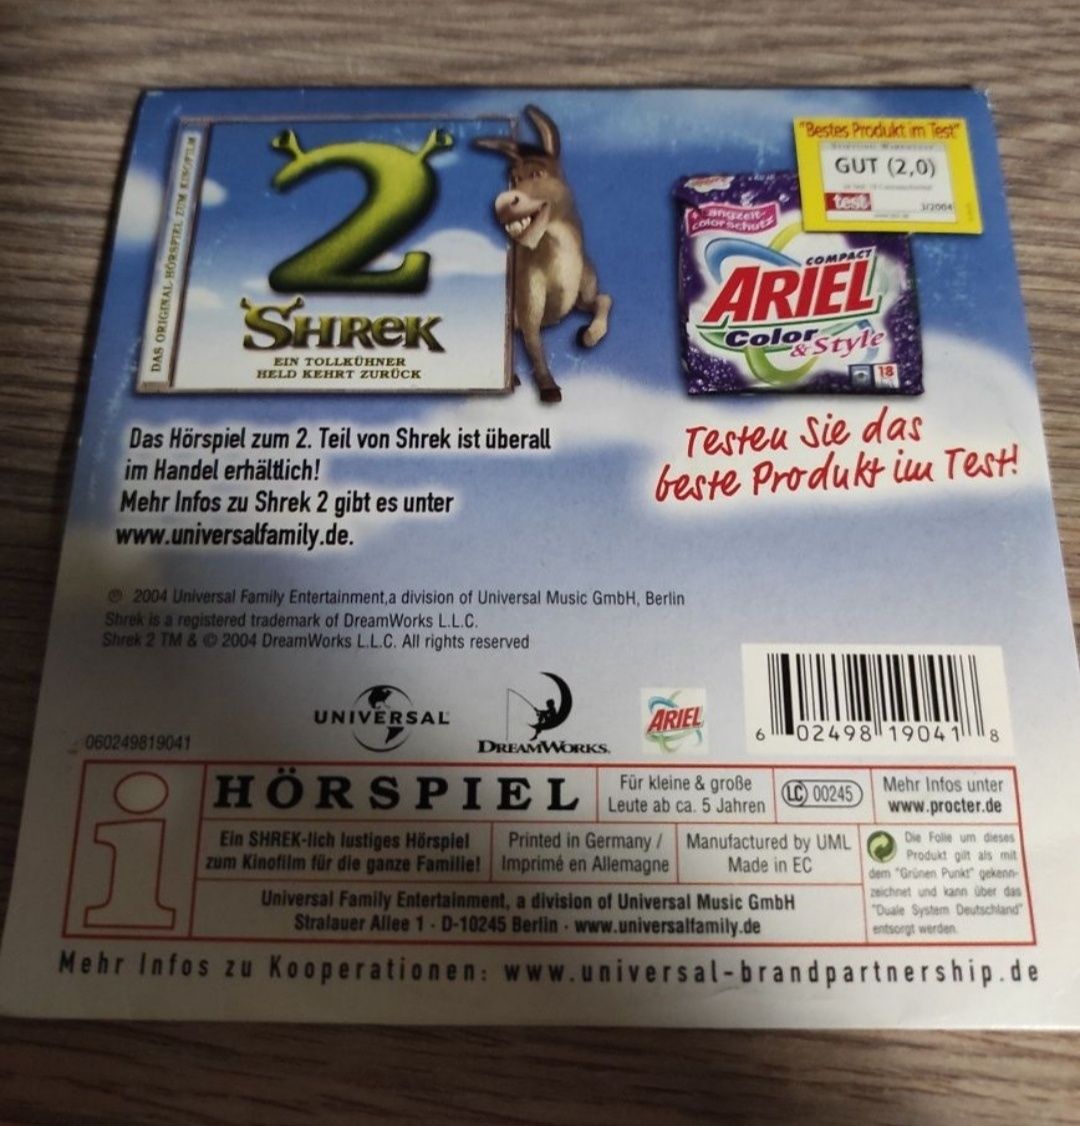 DAS ORIGINAL-HÖRSPIEL ZUM KINOFILM
2
SHREK
EIN TOLLKÜHNER
HELD KEHRT ZURÜCK
"Bestes Produkt im Test"
GUT (2,0)
test
3/2004
Langzeit-
colorschutz
COMPACT
ARIEL
Color
& Style
18
Das Hörspiel zum 2. Teil von Shrek ist überall
im Handel erhältlich!
Mehr Infos zu Shrek 2 gibt es unter
www.universalfamily.de.
Testen Sie das
beste Produkt im Test!
℗ 2004 Universal Family Entertainment,a division of Universal Music GmbH, Berlin
Shrek is a registered trademark of DreamWorks L.L.C.
Shrek 2 TM & © 2004 DreamWorks L.L.C. All rights reserved
060249819041
UNIVERSAL
DREAMWORKS.
ARIEL
6 02498 19041 8
i
HÖRSPIEL
Für kleine & große
Leute ab ca. 5 Jahren
LC 00245
Mehr Infos unter
www.procter.de
Ein SHREK-lich lustiges Hörspiel
zum Kinofilm für die ganze Familie!
Printed in Germany /
Imprimé en Allemagne
Manufactured by UML
Made in EC
Die Folie um dieses
Produkt gilt als mit
dem "Grünen Punkt" gekenn-
zeichnet und kann über das
"Duale System Deutschland"
entsorgt werden.
Universal Family Entertainment, a division of Universal Music GmbH
Stralauer Allee 1 · D-10245 Berlin · www.universalfamily.de
Mehr Infos zu Kooperationen: www.universal-brandpartnership.de